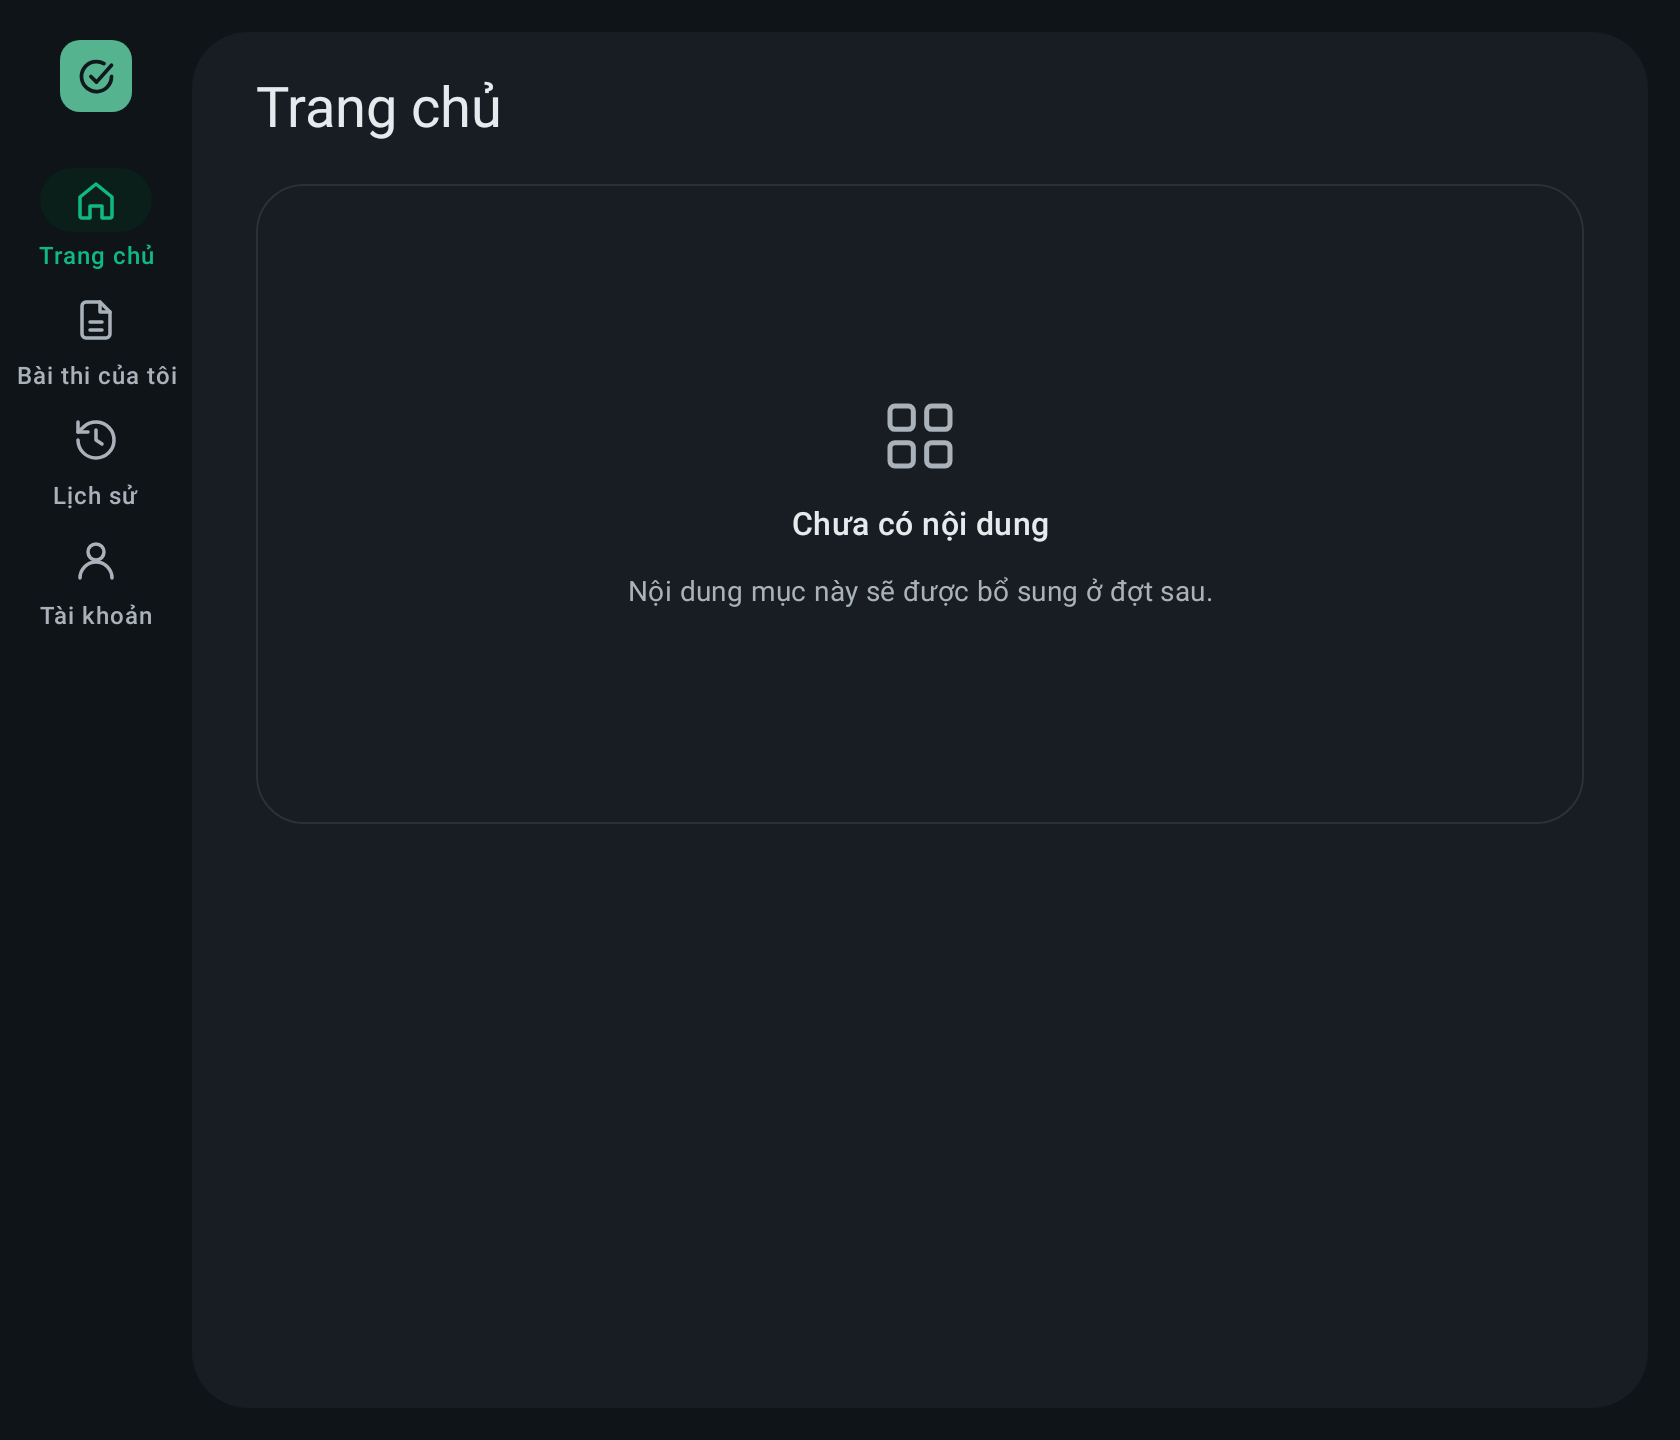 Trang chủ
Trang chủ
Bài thi của tôi
Lịch sử
Tài khoản
Chưa có nội dung
Nội dung mục này sẽ được bổ sung ở đợt sau.